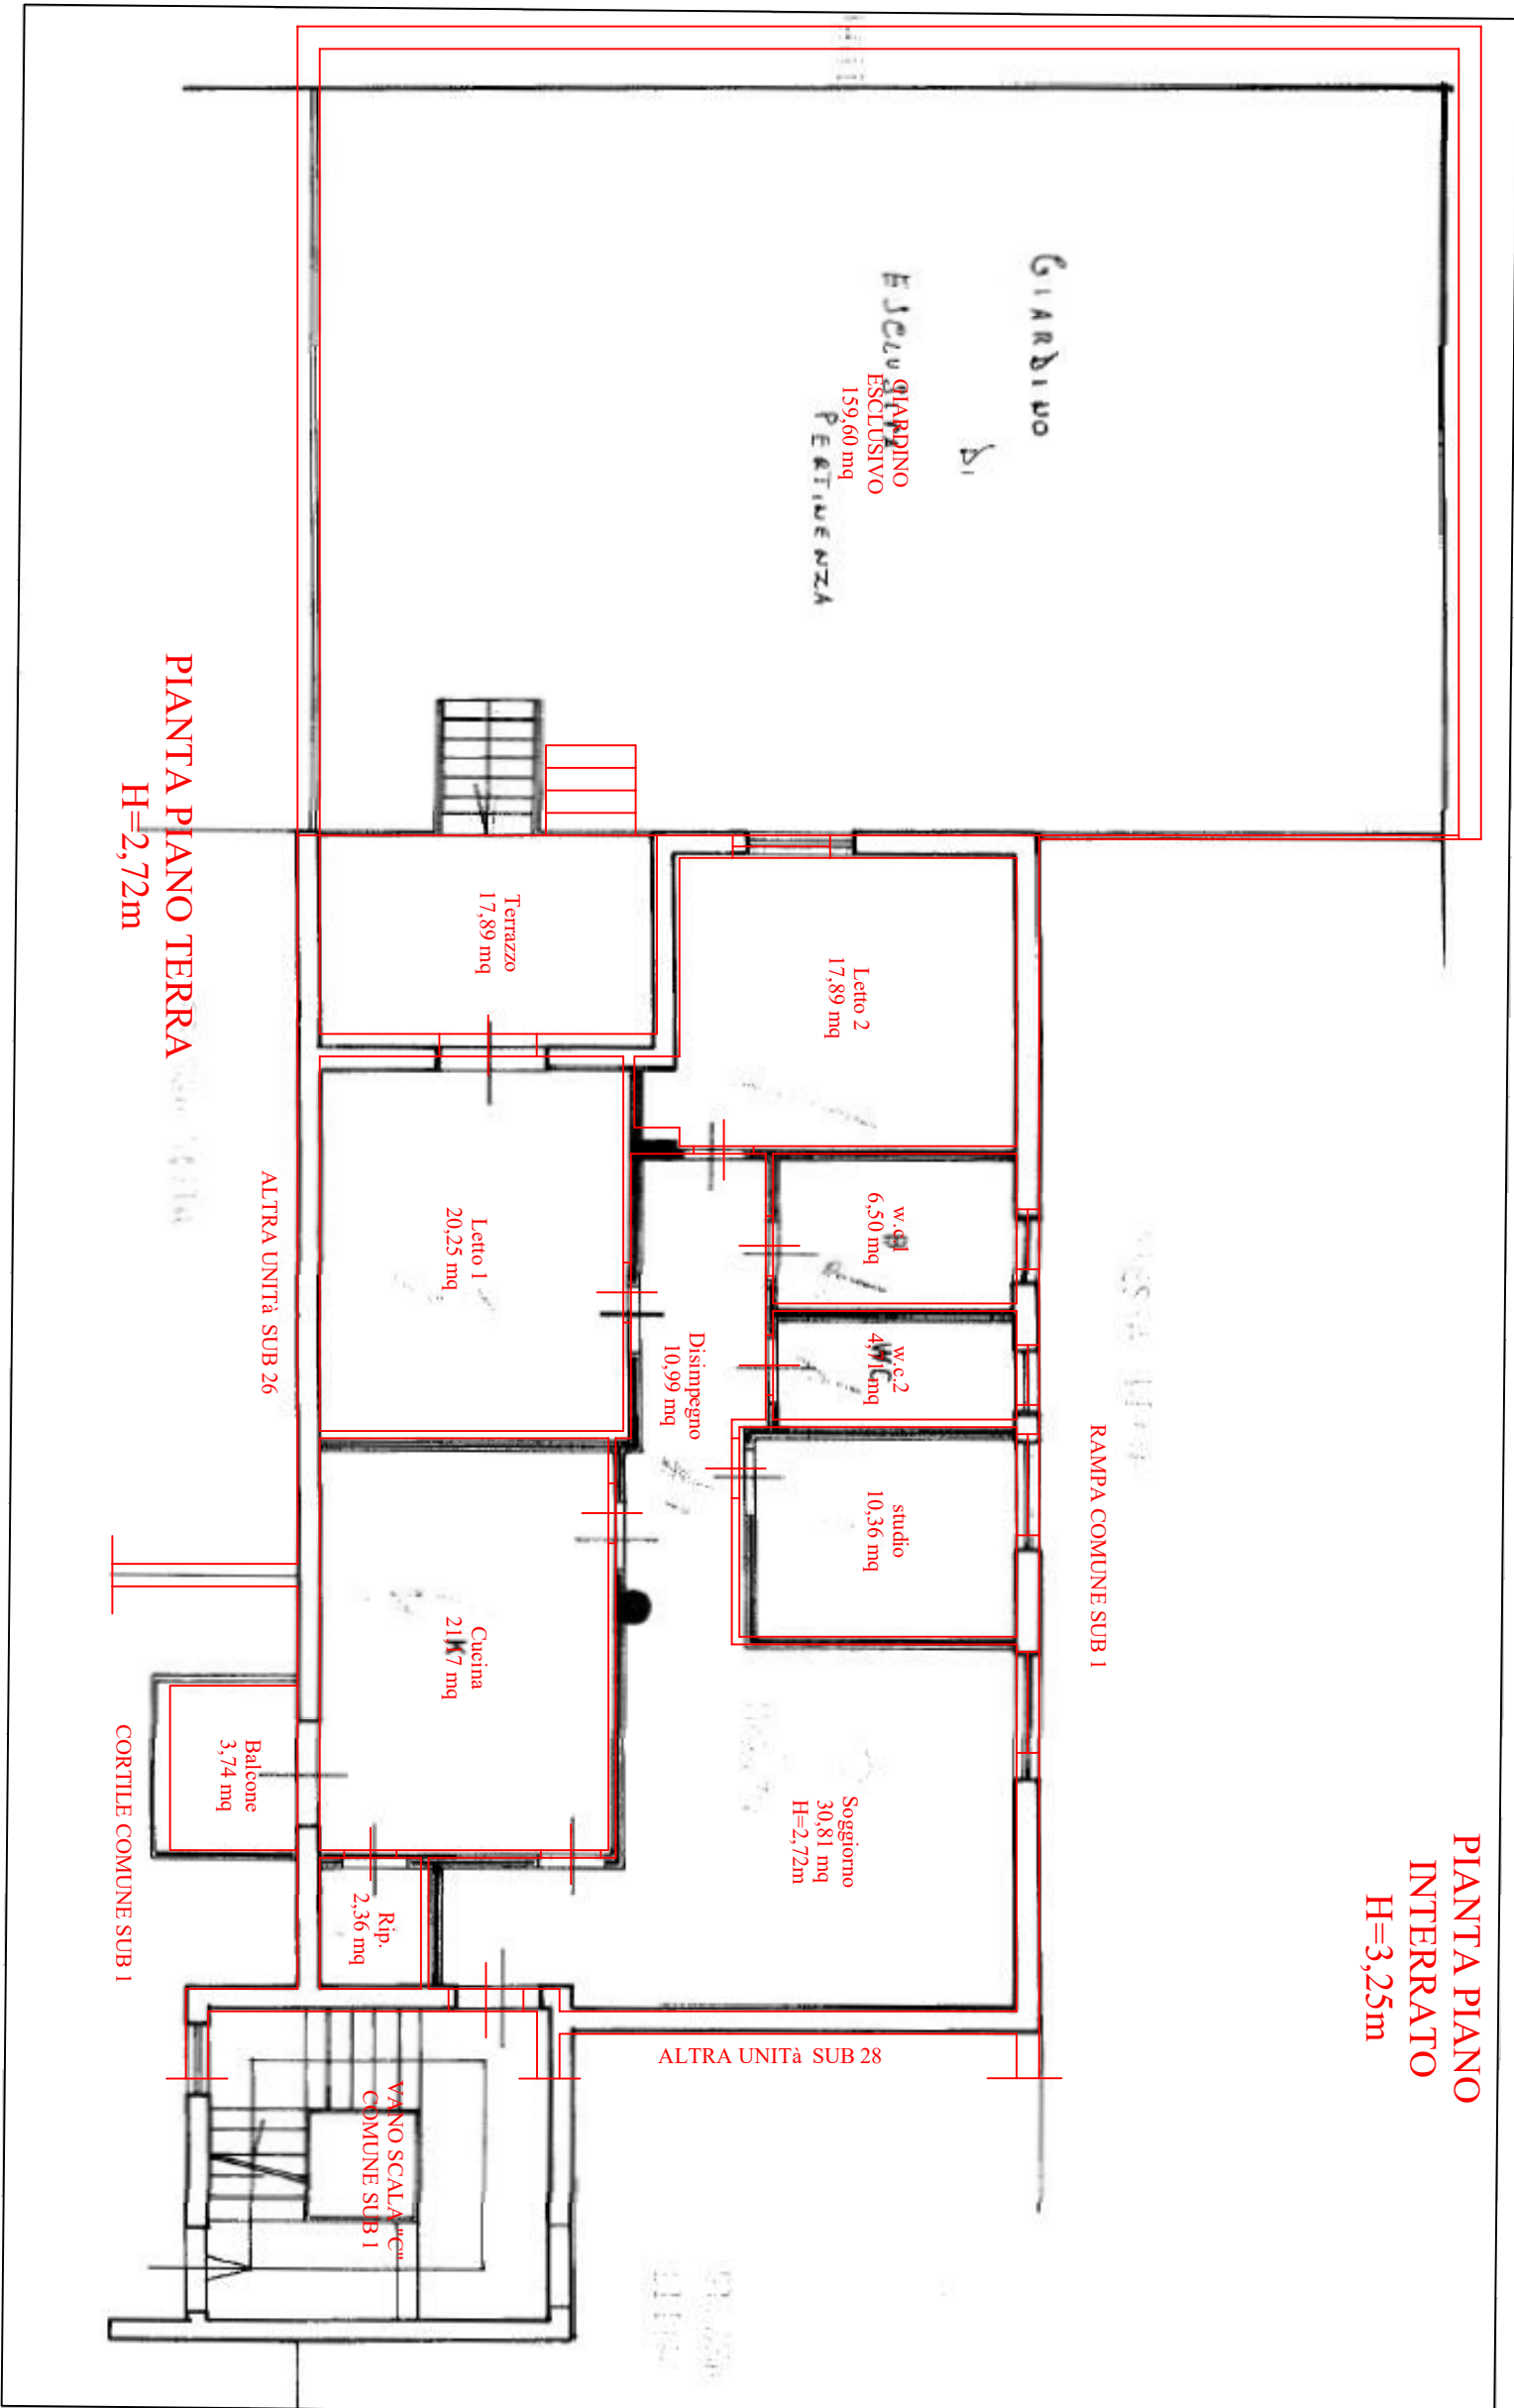 GIARDINO
DI
ESCLUSIVA
PERTINENZA
GIARDINO
ESCLUSIVO
159,60 mq
PIANTA PIANO TERRA
H=2,72m
Terrazzo
17,89 mq
Letto 2
17,89 mq
Letto 1
20,25 mq
w.c.1
6,50 mq
B
w.c.2
4,71 mq
WC
Disimpegno
10,99 mq
studio
10,36 mq
ALTRA UNITà SUB 26
RAMPA COMUNE SUB 1
Cucina
21,17 mq
K
Balcone
3,74 mq
CORTILE COMUNE SUB 1
Soggiorno
30,81 mq
H=2,72m
Rip.
2,36 mq
ALTRA UNITà SUB 28
VANO SCALA "C"
COMUNE SUB 1
PIANTA PIANO
INTERRATO
H=3,25m